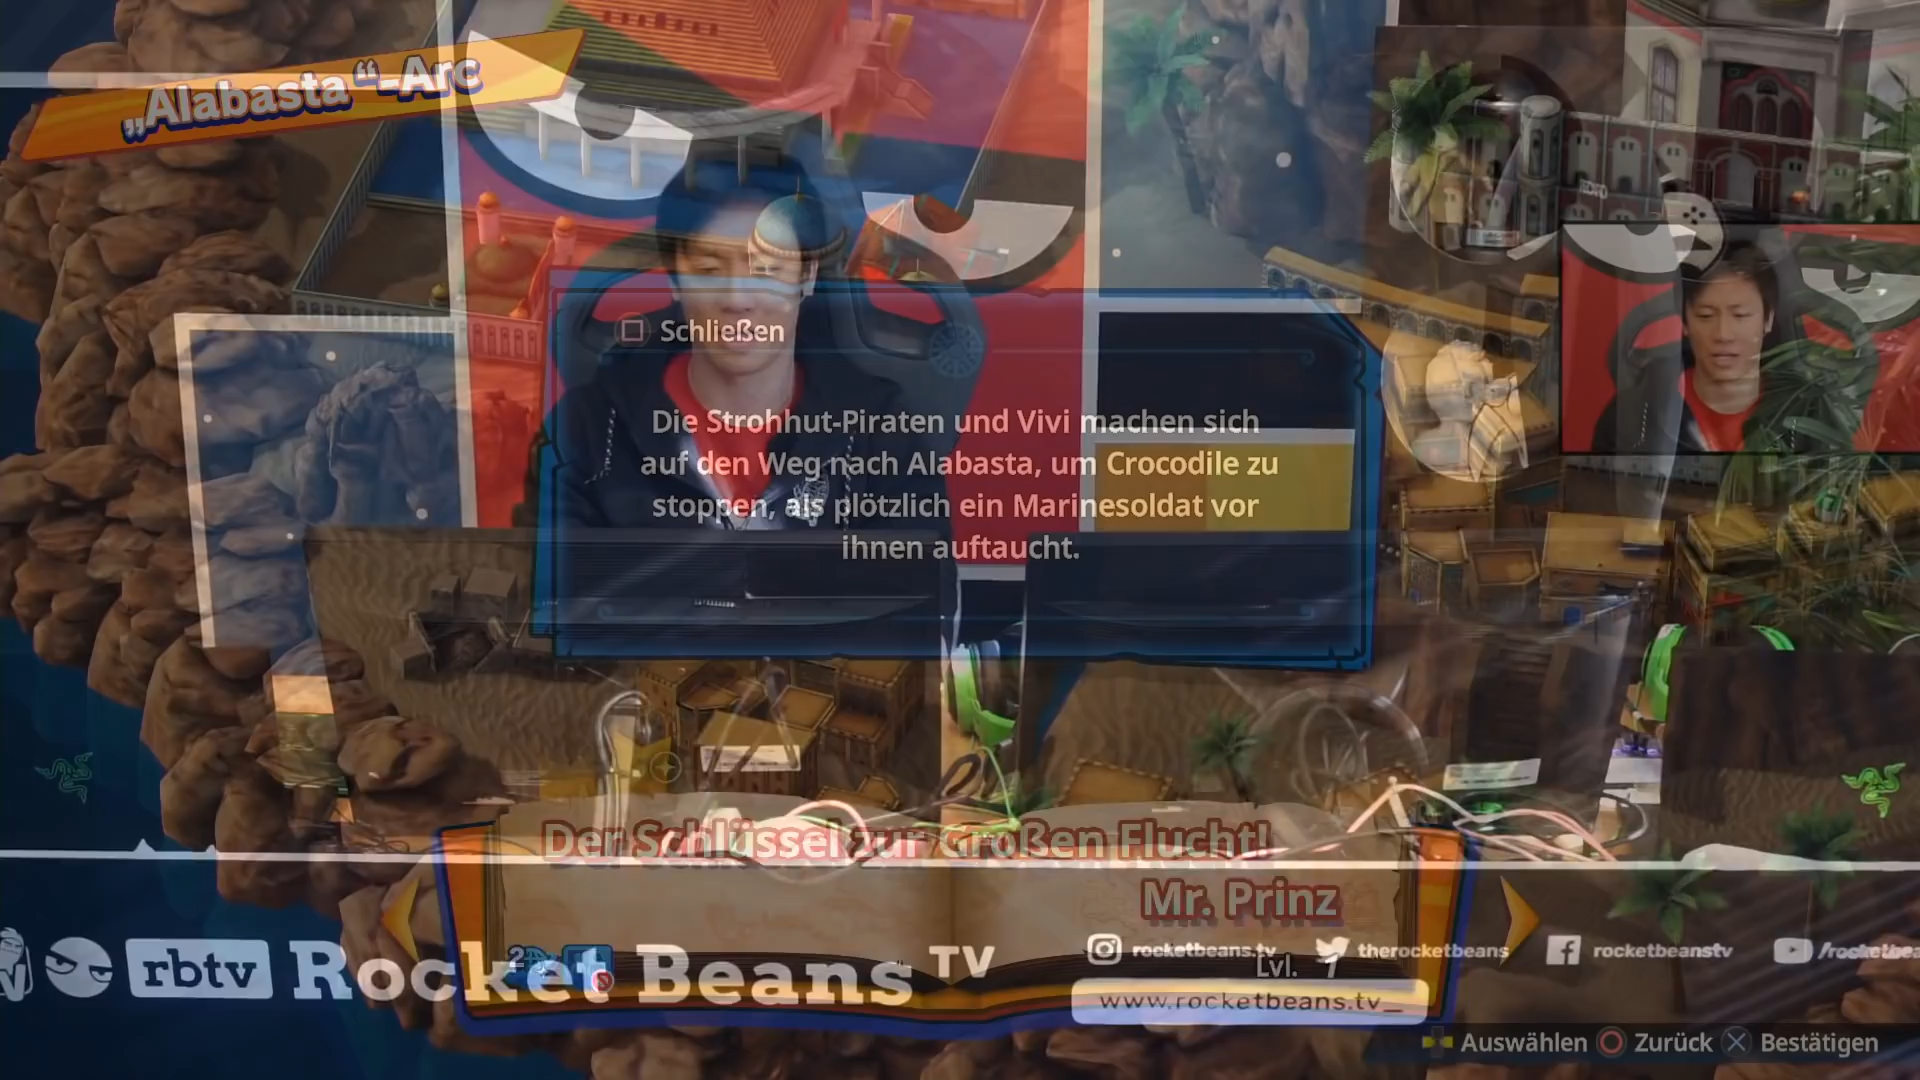 „Alabasta“-Arc
Schließen
Die Strohhut-Piraten und Vivi machen sich
auf den Weg nach Alabasta, um Crocodile zu
stoppen, als plötzlich ein Marinesoldat vor
ihnen auftaucht.
Der Schlüssel zur Großen Flucht!
Mr. Prinz
rbtv Rocket Beans TV
rocketbeans.tv therocketbeans rocketbeanstv
Lvl. 7
www.rocketbeans.tv_
Auswählen Zurück Bestätigen